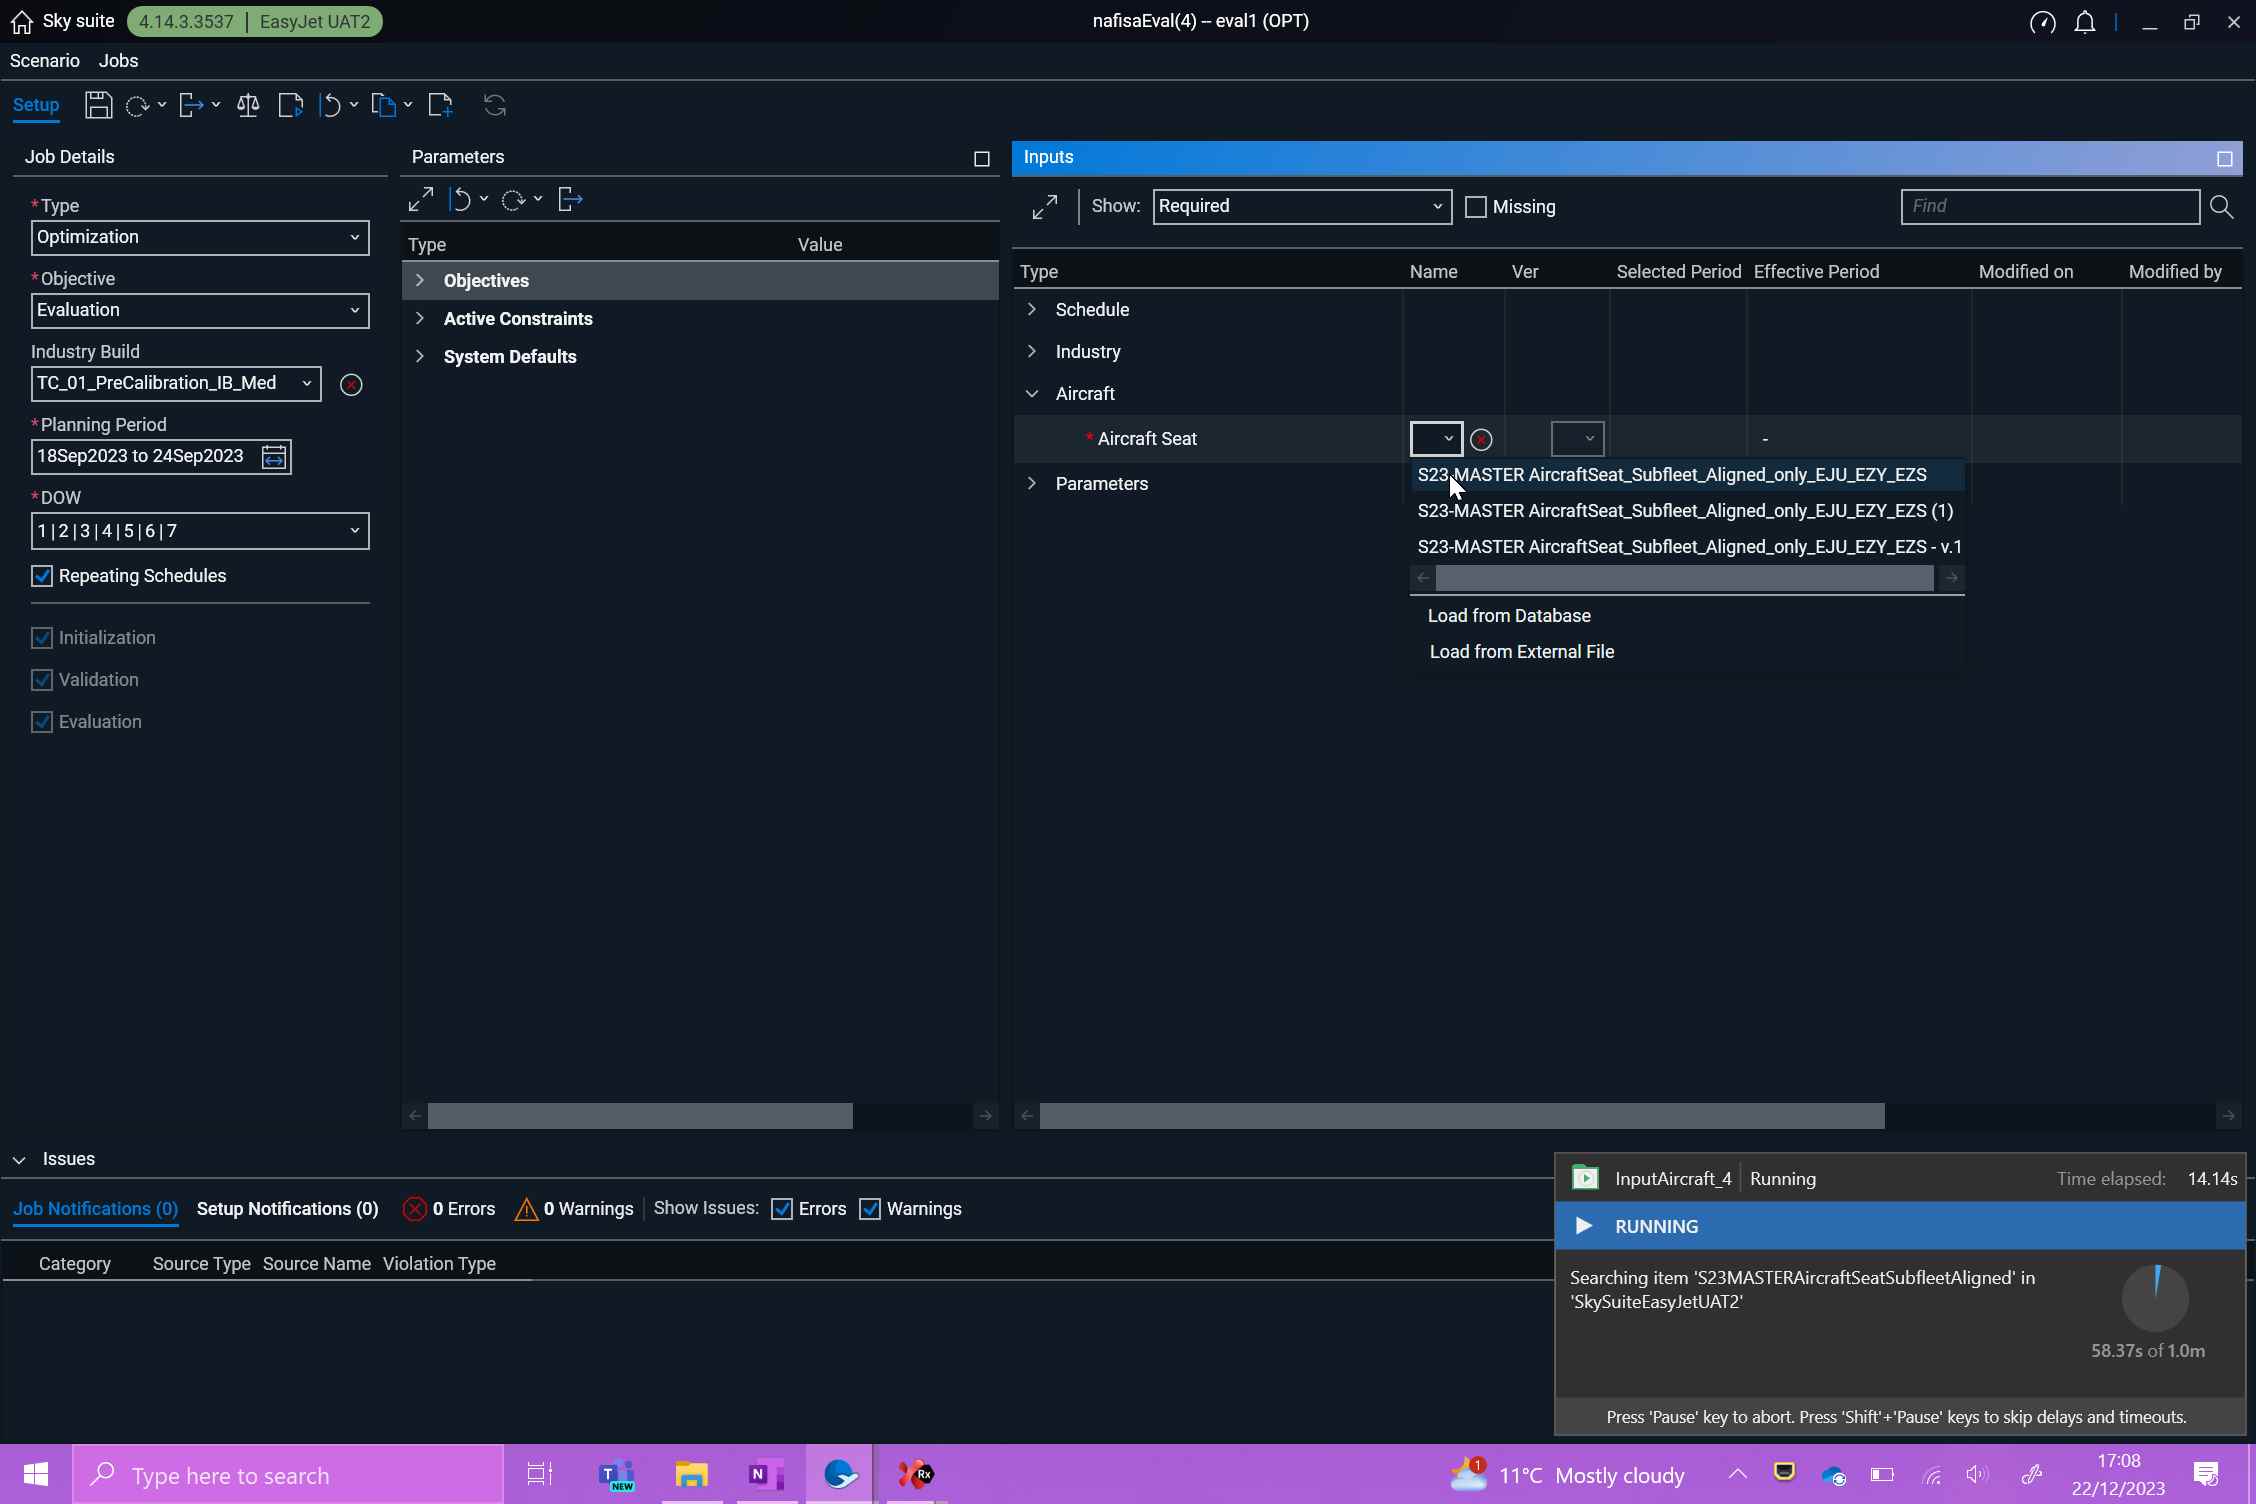 Sky suite
4.14.3.3537 | EasyJet UAT2
nafisaEval(4) – eval1 (OPT)
Scenario Jobs
Setup
Job Details
*Type
Optimization
*Objective
Evaluation
Industry Build
TC_01_PreCalibration_IB_Med
*Planning Period
18Sep2023 to 24Sep2023
*DOW
1|2|3|4|5|6|7
Repeating Schedules
Initialization
Validation
Evaluation
Parameters
Type Value
Objectives
Active Constraints
System Defaults
Inputs
Show: Required Missing Find
Type Name Ver Selected Period Effective Period Modified on Modified by
Schedule
Industry
Aircraft
* Aircraft Seat -
Parameters
S23-MASTER AircraftSeat_Subfleet_Aligned_only_EJU_EZY_EZS
S23-MASTER AircraftSeat_Subfleet_Aligned_only_EJU_EZY_EZS (1)
S23-MASTER AircraftSeat_Subfleet_Aligned_only_EJU_EZY_EZS - v.1
Load from Database
Load from External File
Issues
Job Notifications (0) Setup Notifications (0) 0 Errors 0 Warnings Show Issues: Errors Warnings
Category Source Type Source Name Violation Type
InputAircraft_4 Running Time elapsed: 14.14s
RUNNING
Searching item 'S23MASTERAircraftSeatSubfleetAligned' in
'SkySuiteEasyJetUAT2'
58.37s of 1.0m
Press 'Pause' key to abort. Press 'Shift'+'Pause' keys to skip delays and timeouts.
Type here to search
T
NEW
N
Rx
1
11°C Mostly cloudy
17:08
22/12/2023